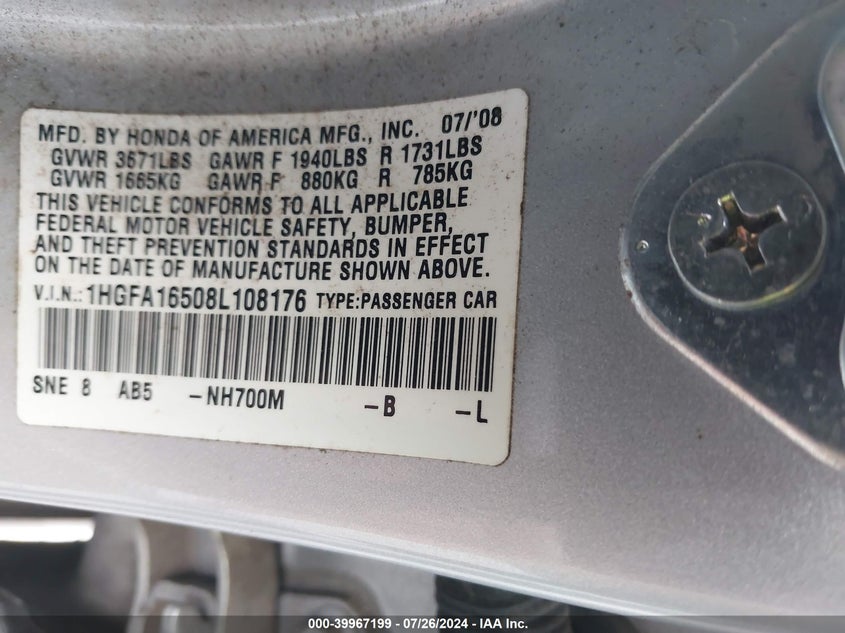 MFD. BY HONDA OF AMERICA MFG., INC. 07/'08
GVWR 3671LBS GAWR F 1940LBS R 1731LBS
GVWR 1665KG GAWR F 880KG R 785KG
THIS VEHICLE CONFORMS TO ALL APPLICABLE
FEDERAL MOTOR VEHICLE SAFETY, BUMPER,
AND THEFT PREVENTION STANDARDS IN EFFECT
ON THE DATE OF MANUFACTURE SHOWN ABOVE.
V.I.N.: 1HGFA16508L108176 TYPE:PASSENGER CAR
SNE 8 AB5 -NH700M -B -L
000-39967199 - 07/26/2024 - IAA Inc.